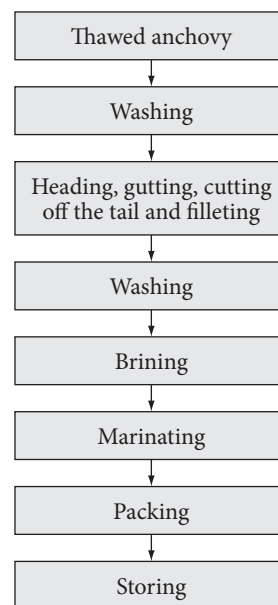 Thawed anchovy
Washing
Heading, gutting, cutting
off the tail and filleting
Washing
Brining
Marinating
Packing
Storing